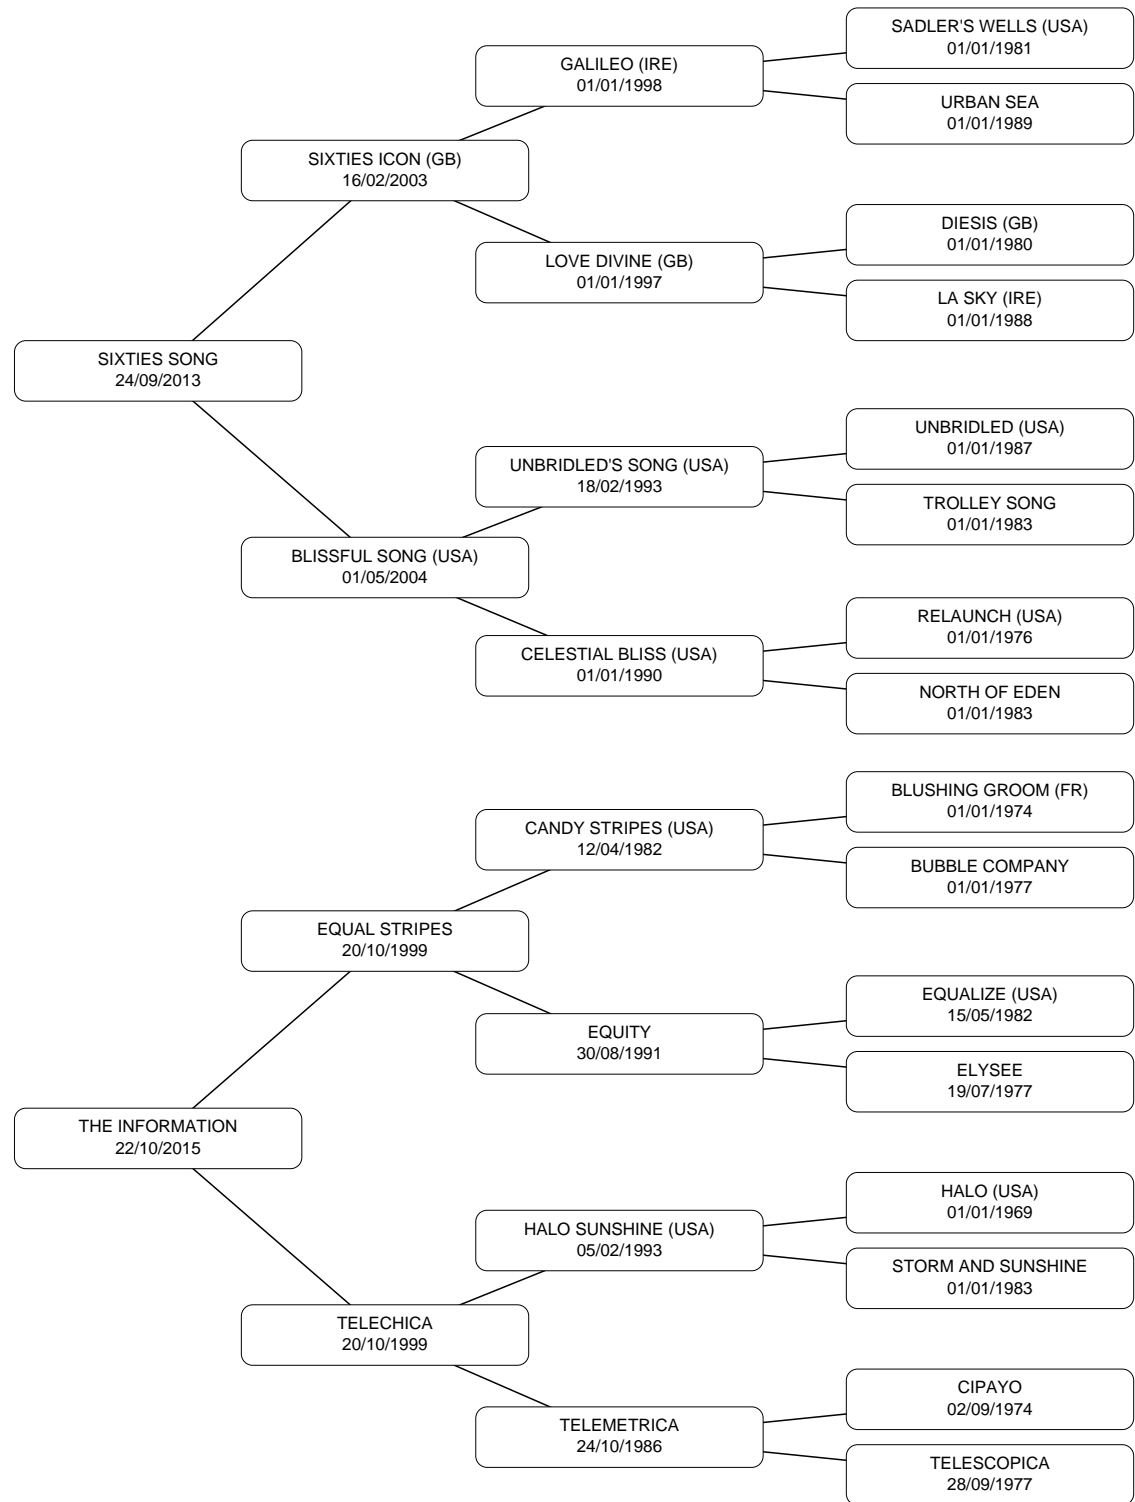 SADLER'S WELLS (USA)
01/01/1981
GALILEO (IRE)
01/01/1998
URBAN SEA
01/01/1989
SIXTIES ICON (GB)
16/02/2003
DIESIS (GB)
01/01/1980
LOVE DIVINE (GB)
01/01/1997
LA SKY (IRE)
01/01/1988
SIXTIES SONG
24/09/2013
UNBRIDLED (USA)
01/01/1987
UNBRIDLED'S SONG (USA)
18/02/1993
TROLLEY SONG
01/01/1983
BLISSFUL SONG (USA)
01/05/2004
RELAUNCH (USA)
01/01/1976
CELESTIAL BLISS (USA)
01/01/1990
NORTH OF EDEN
01/01/1983
BLUSHING GROOM (FR)
01/01/1974
CANDY STRIPES (USA)
12/04/1982
BUBBLE COMPANY
01/01/1977
EQUAL STRIPES
20/10/1999
EQUALIZE (USA)
15/05/1982
EQUITY
30/08/1991
ELYSEE
19/07/1977
THE INFORMATION
22/10/2015
HALO (USA)
01/01/1969
HALO SUNSHINE (USA)
05/02/1993
STORM AND SUNSHINE
01/01/1983
TELECHICA
20/10/1999
CIPAYO
02/09/1974
TELEMETRICA
24/10/1986
TELESCOPICA
28/09/1977